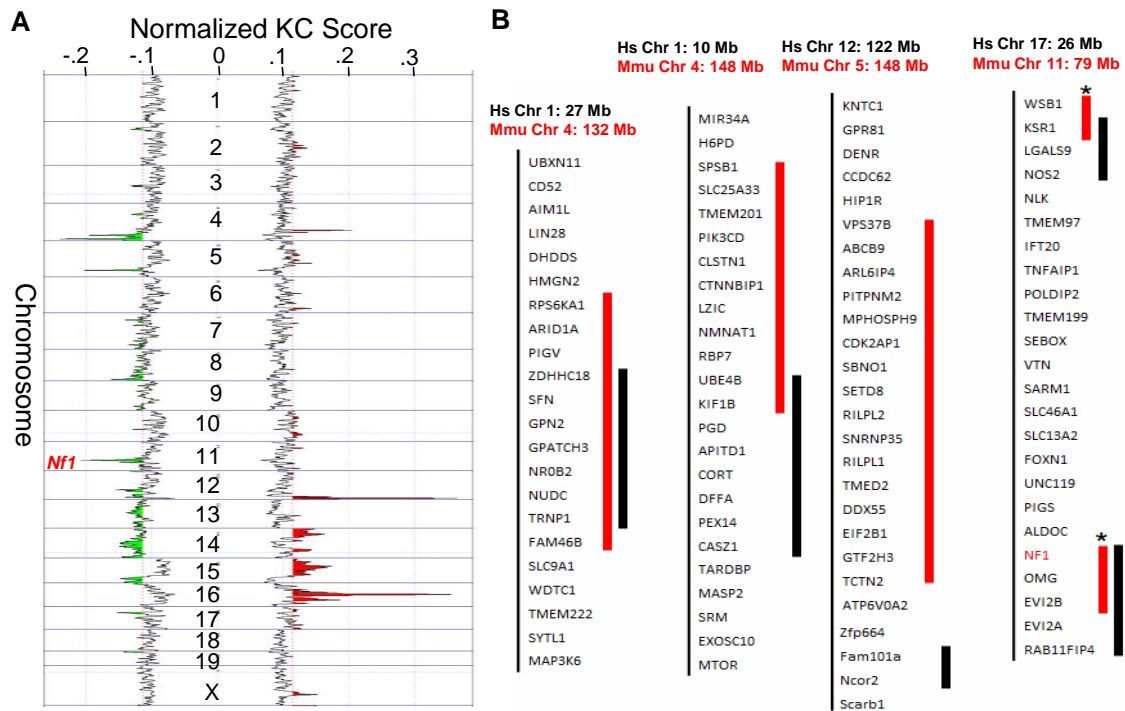 A
Normalized KC Score
-.2 -.1 0 .1 .2 .3
Chromosome
1
2
3
4
5
6
7
8
9
10
11
12
13
14
15
16
17
18
19
X
Nf1
B
Hs Chr 1: 27 Mb
Mmu Chr 4: 132 Mb
UBXN11
CD52
AIM1L
LIN28
DHDDS
HMGN2
RPS6KA1
ARID1A
PIGV
ZDHHC18
SFN
GPN2
GPATCH3
NR0B2
NUDC
TRNP1
FAM46B
SLC9A1
WDTC1
TMEM222
SYTL1
MAP3K6
Hs Chr 1: 10 Mb
Mmu Chr 4: 148 Mb
MIR34A
H6PD
SPSB1
SLC25A33
TMEM201
PIK3CD
CLSTN1
CTNNBIP1
LZIC
NMNAT1
RBP7
UBE4B
KIF1B
PGD
APITD1
CORT
DFFA
PEX14
CASZ1
TARDBP
MASP2
SRM
EXOSC10
MTOR
Hs Chr 12: 122 Mb
Mmu Chr 5: 148 Mb
KNTC1
GPR81
DENR
CCDC62
HIP1R
VPS37B
ABCB9
ARL6IP4
PITPNM2
MPHOSPH9
CDK2AP1
SBNO1
SETD8
RILPL2
SNRNP35
RILPL1
TMED2
DDX55
EIF2B1
GTF2H3
TCTN2
ATP6V0A2
Zfp664
Fam101a
Ncor2
Scarb1
Hs Chr 17: 26 Mb
Mmu Chr 11: 79 Mb
*
WSB1
KSR1
LGALS9
NOS2
NLK
TMEM97
IFT20
TNFAIP1
POLDIP2
TMEM199
SEBOX
VTN
SARM1
SLC46A1
SLC13A2
FOXN1
UNC119
PIGS
ALDOC
*
NF1
OMG
EVI2B
EVI2A
RAB11FIP4